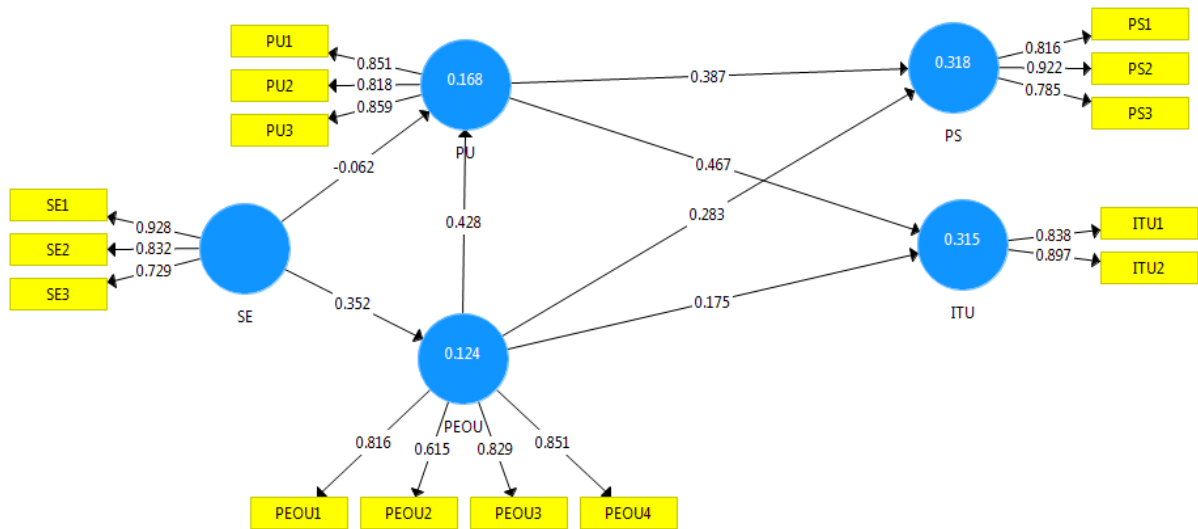 PU1
PU2
PU3
0.851
0.818
0.859
0.168
PU
0.387
0.318
PS
0.816
0.922
0.785
PS1
PS2
PS3
-0.062
0.428
0.467
0.283
SE1
SE2
SE3
0.928
0.832
0.729
SE
0.352
0.175
0.315
ITU
0.838
0.897
ITU1
ITU2
0.124
PEOU
0.816
0.615
0.829
0.851
PEOU1
PEOU2
PEOU3
PEOU4